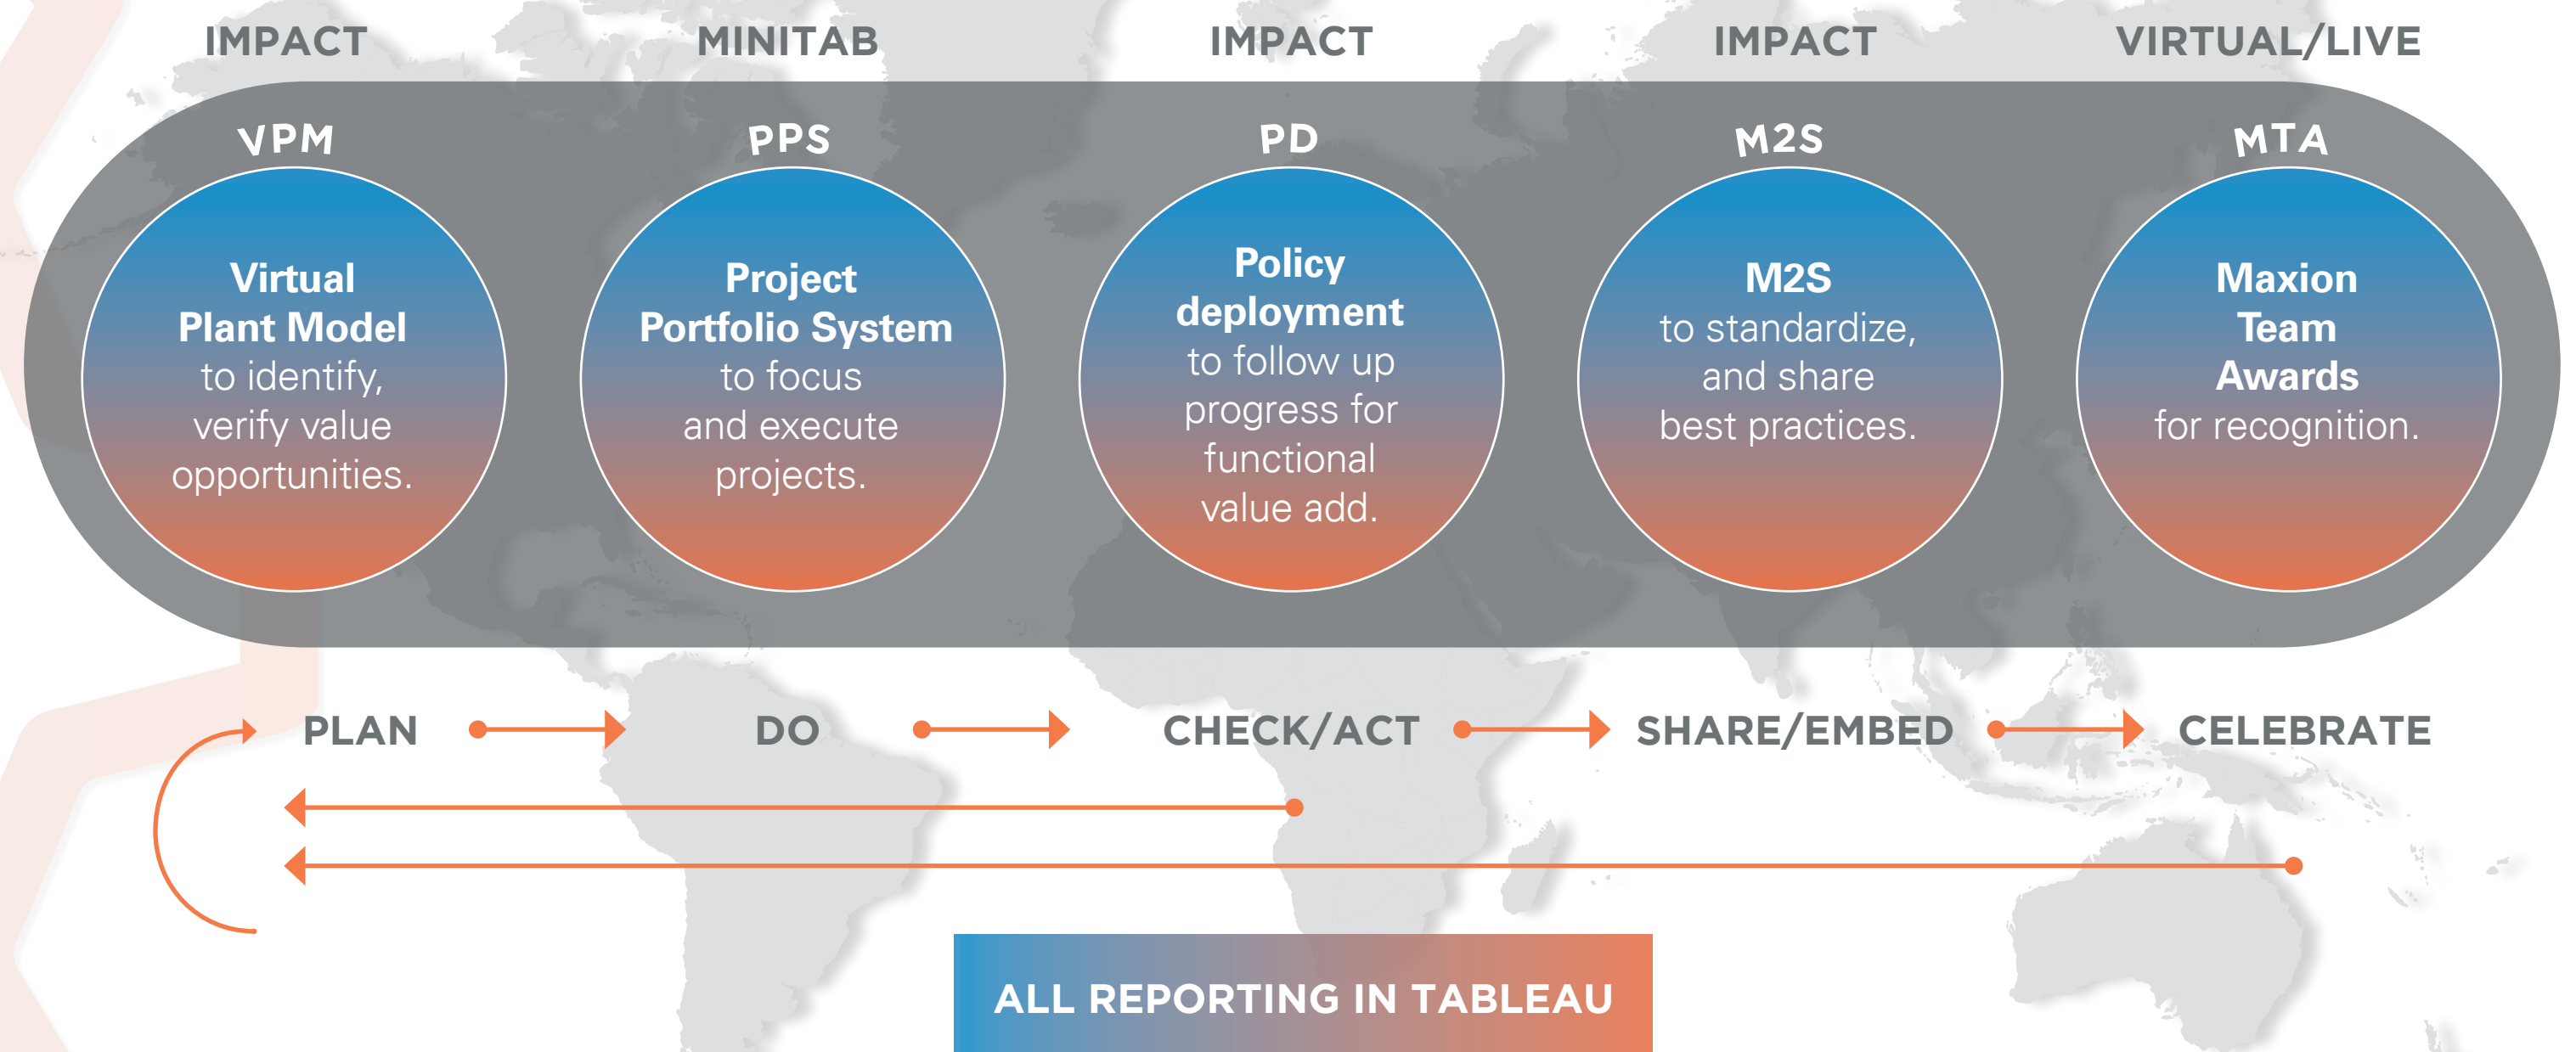 IMPACT
MINITAB
IMPACT
IMPACT
VIRTUAL/LIVE
VPM
PPS
PD
M2S
MTA
Virtual
Plant Model
to identify,
verify value
opportunities.
Project
Portfolio System
to focus
and execute
projects.
Policy
deployment
to follow up
progress for
functional
value add.
M2S
to standardize,
and share
best practices.
Maxion
Team
Awards
for recognition.
PLAN
DO
CHECK/ACT
SHARE/EMBED
CELEBRATE
ALL REPORTING IN TABLEAU